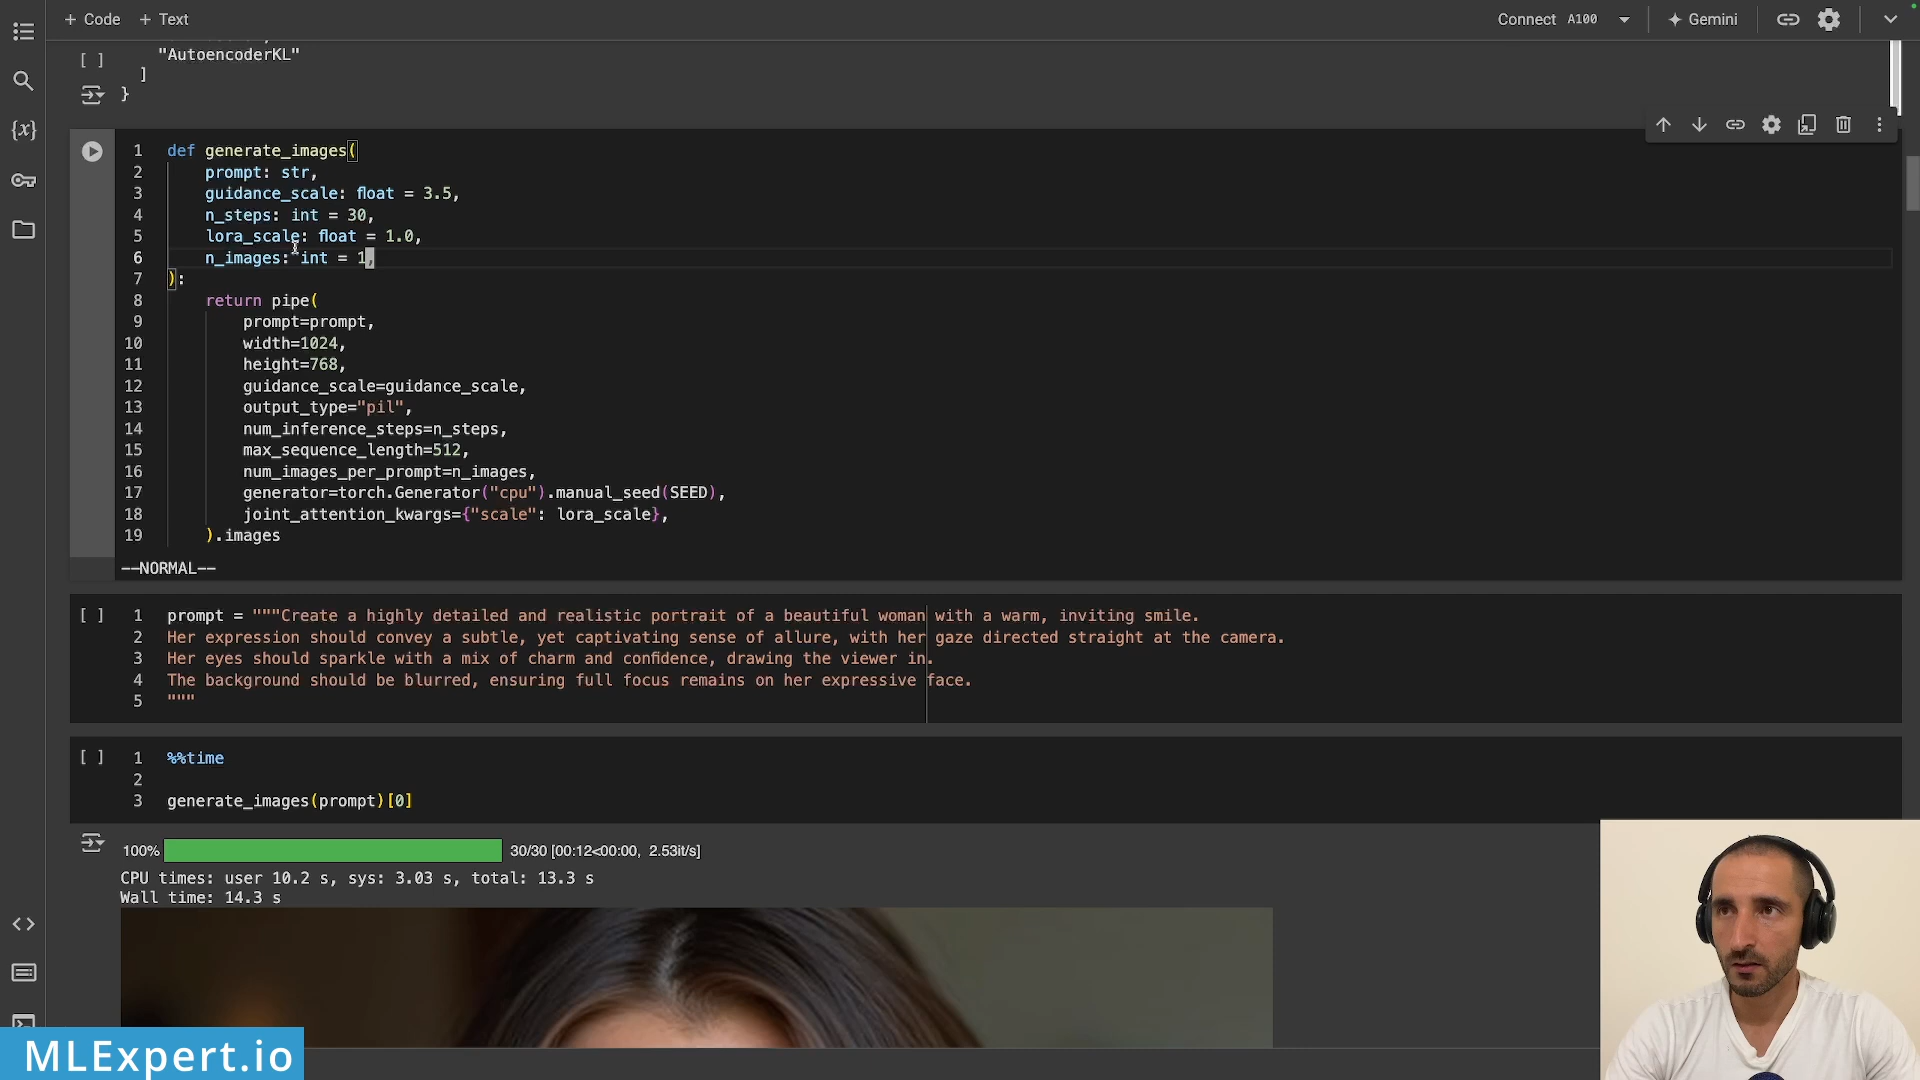 + Code + Text
Connect A100
Gemini
"AutoencoderKL"
[ ]
]
}
{x}
1 def generate_images(
2 prompt: str,
3 guidance_scale: float = 3.5,
4 n_steps: int = 30,
5 lora_scale: float = 1.0,
6 n_images: int = 1,
7 ):
8 return pipe(
9 prompt=prompt,
10 width=1024,
11 height=768,
12 guidance_scale=guidance_scale,
13 output_type="pil",
14 num_inference_steps=n_steps,
15 max_sequence_length=512,
16 num_images_per_prompt=n_images,
17 generator=torch.Generator("cpu").manual_seed(SEED),
18 joint_attention_kwargs={"scale": lora_scale},
19 ).images
--NORMAL--
[ ] 1 prompt = """Create a highly detailed and realistic portrait of a beautiful woman with a warm, inviting smile.
2 Her expression should convey a subtle, yet captivating sense of allure, with her gaze directed straight at the camera.
3 Her eyes should sparkle with a mix of charm and confidence, drawing the viewer in.
4 The background should be blurred, ensuring full focus remains on her expressive face.
5 """
[ ] 1 %%time
2
3 generate_images(prompt)[0]
100% 30/30 [00:12<00:00, 2.53it/s]
CPU times: user 10.2 s, sys: 3.03 s, total: 13.3 s
Wall time: 14.3 s
MLExpert.io